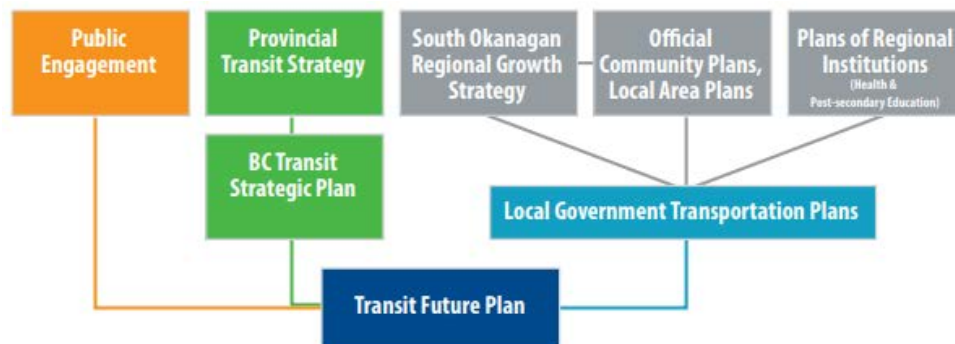 Public
Engagement
Provincial
Transit Strategy
South Okanagan
Regional Growth
Strategy
Official
Community Plans,
Local Area Plans
Plans of Regional
Institutions
(Health &
Post-secondary Education)
BC Transit
Strategic Plan
Local Government Transportation Plans
Transit Future Plan